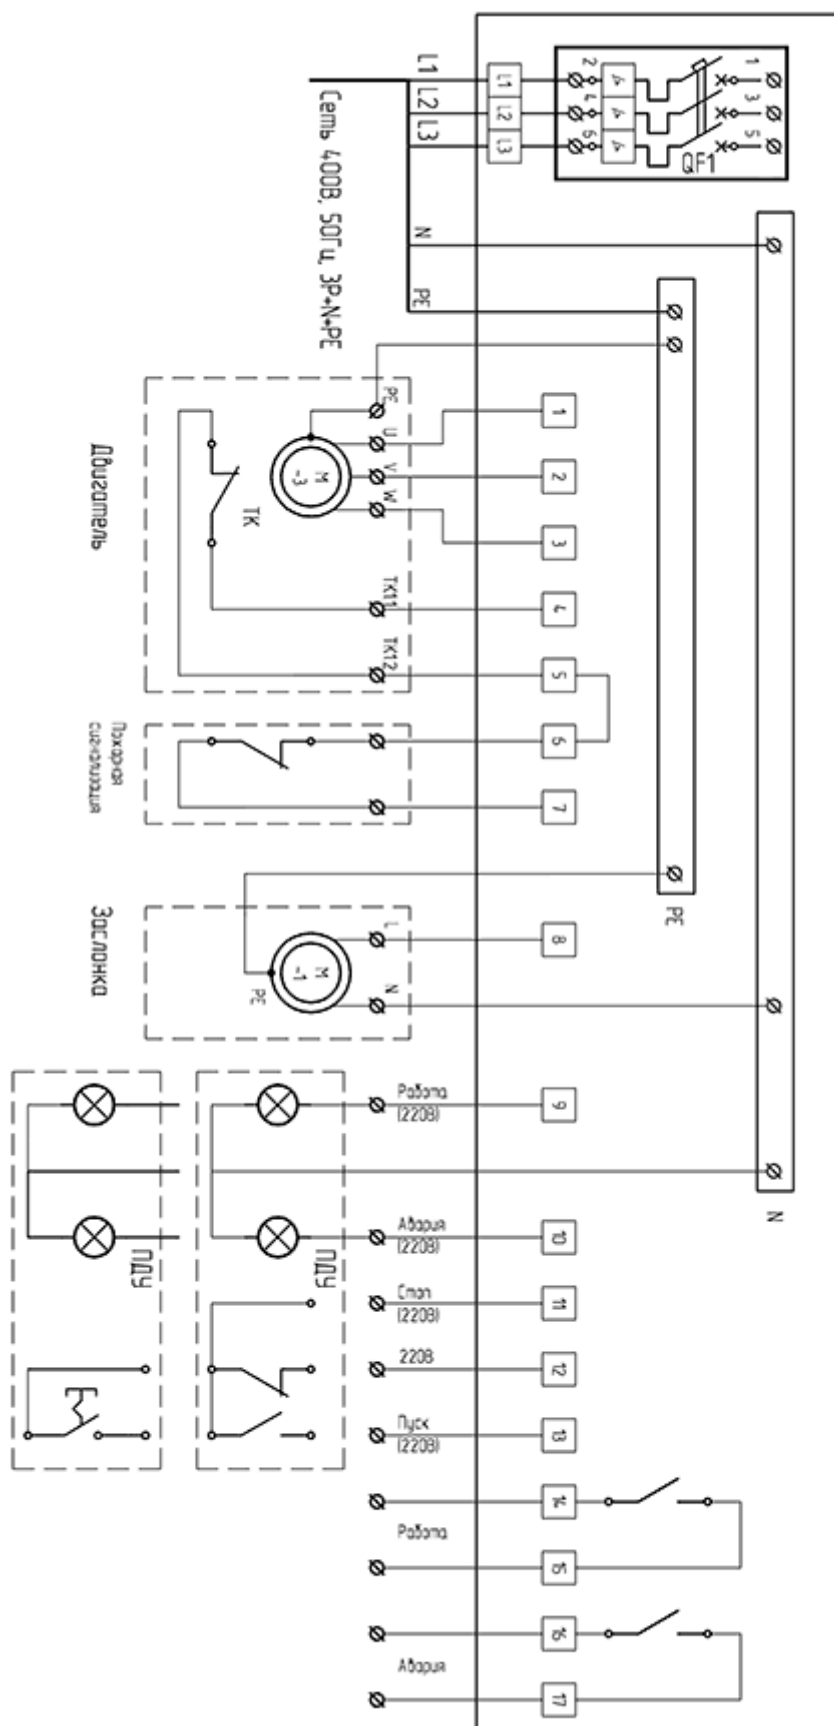 L1
L2
L3
N
PE
Сеть 400В, 50Гц, 3P+N+PE
L1
L2
L3
2
4
6
I>
I>
I>
1
3
5
QF1
PE
U
V
W
M
~3
TK
TK11
TK12
Двигатель
1
2
3
4
5
6
7
Пожарная
сигнализация
PE
L
N
M
~1
PE
Заслонка
8
N
Работа
(220В)
9
Авария
(220В)
10
Стоп
(220В)
11
220В
12
Пуск
(220В)
13
ПДУ
ПДУ
14
Работа
15
16
Авария
17